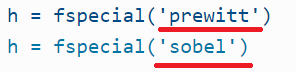 h = fspecial('prewitt')
h = fspecial('sobel')